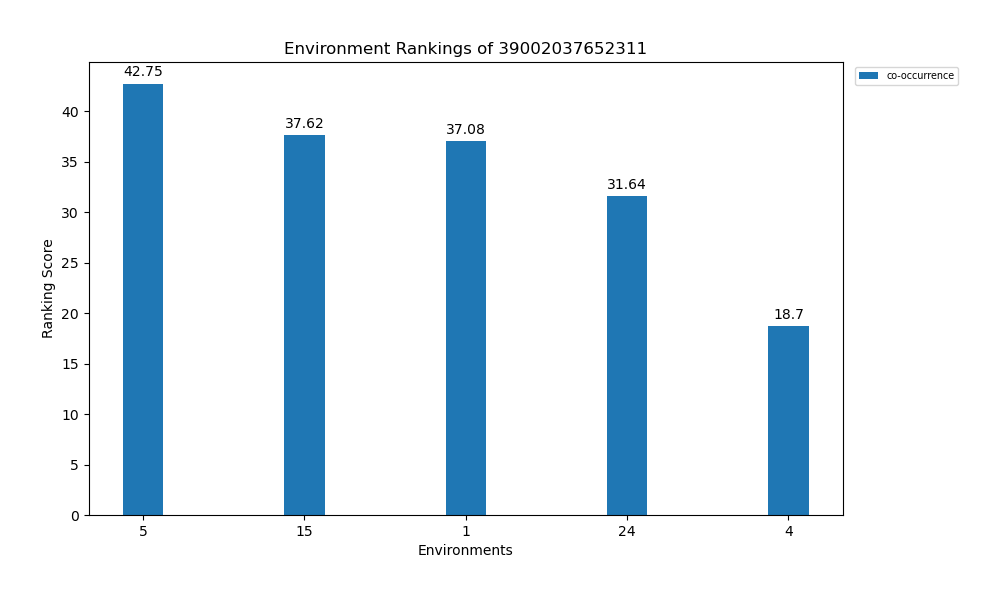 Environment Rankings of 39002037652311
co-occurrence
42.75
37.62
37.08
31.64
18.7
Ranking Score
40
35
30
25
20
15
10
5
0
5 15 1 24 4
Environments